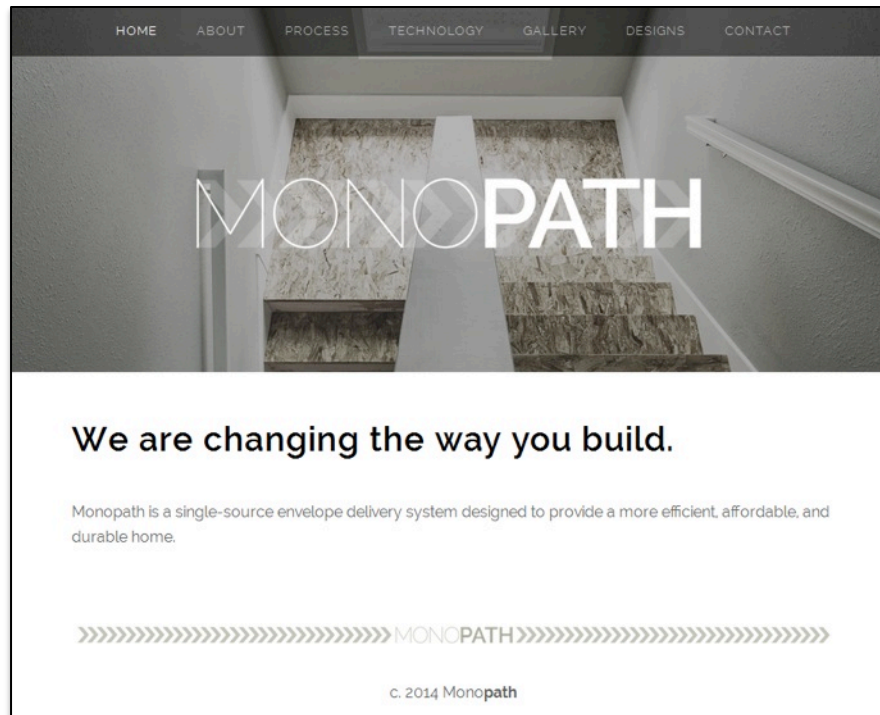 HOME ABOUT PROCESS TECHNOLOGY GALLERY DESIGNS CONTACT
MONOPATH
We are changing the way you build.
Monopath is a single-source envelope delivery system designed to provide a more efficient, affordable, and
durable home.
MONOPATH
c. 2014 Monopath